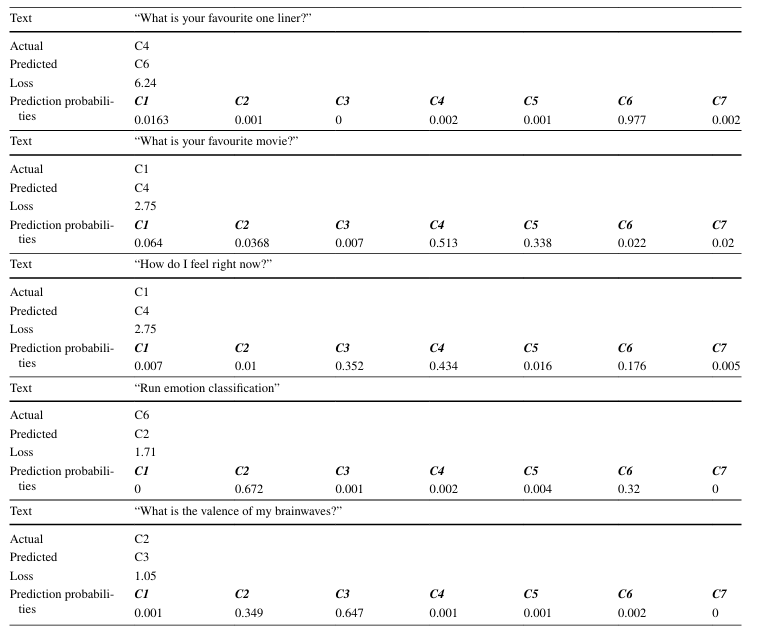 Text “What is your favourite one liner?”
Actual C4
Predicted C6
Loss 6.24
Prediction probabili- C1 C2 C3 C4 C5 C6 C7
ties 0.0163 0.001 0 0.002 0.001 0.977 0.002
Text “What is your favourite movie?”
Actual C1
Predicted C4
Loss 2.75
Prediction probabili- C1 C2 C3 C4 C5 C6 C7
ties 0.064 0.0368 0.007 0.513 0.338 0.022 0.02
Text “How do I feel right now?”
Actual C1
Predicted C4
Loss 2.75
Prediction probabili- C1 C2 C3 C4 C5 C6 C7
ties 0.007 0.01 0.352 0.434 0.016 0.176 0.005
Text “Run emotion classification”
Actual C6
Predicted C2
Loss 1.71
Prediction probabili- C1 C2 C3 C4 C5 C6 C7
ties 0 0.672 0.001 0.002 0.004 0.32 0
Text “What is the valence of my brainwaves?”
Actual C2
Predicted C3
Loss 1.05
Prediction probabili- C1 C2 C3 C4 C5 C6 C7
ties 0.001 0.349 0.647 0.001 0.001 0.002 0